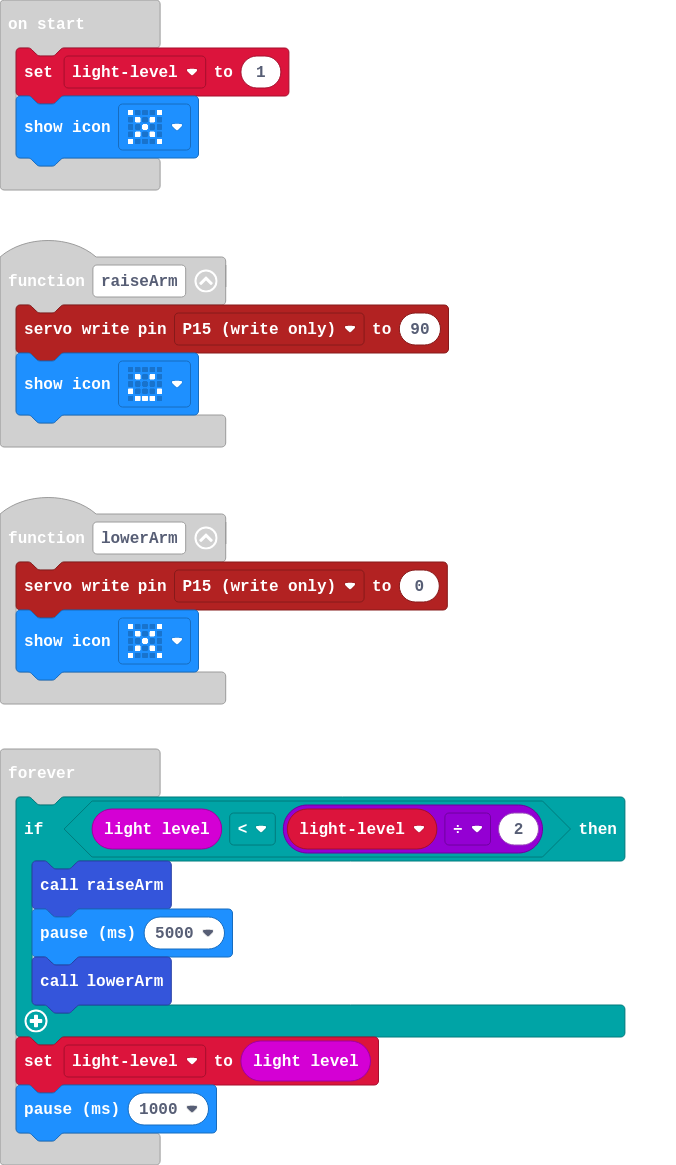 on start
set light-level to 1
show icon
function raiseArm
servo write pin P15 (write only) to 90
show icon
function lowerArm
servo write pin P15 (write only) to 0
show icon
forever
if light level < light-level ÷ 2 then
call raiseArm
pause (ms) 5000
call lowerArm
set light-level to light level
pause (ms) 1000